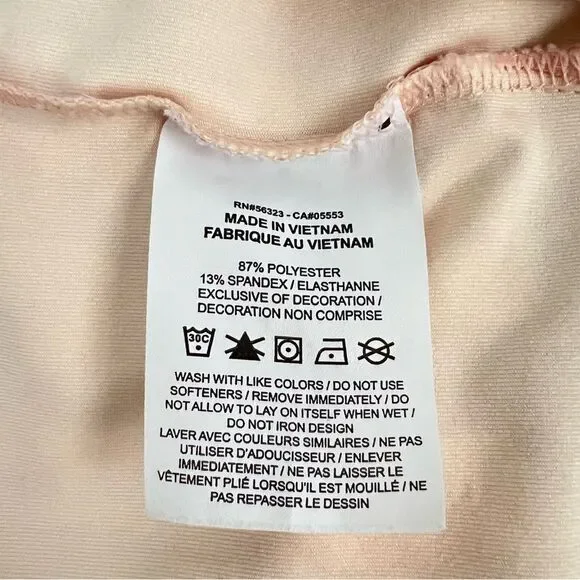 RN#56323 - CA#05553
MADE IN VIETNAM
FABRIQUE AU VIETNAM
87% POLYESTER
13% SPANDEX / ELASTHANNE
EXCLUSIVE OF DECORATION /
DECORATION NON COMPRISE
30C
WASH WITH LIKE COLORS / DO NOT USE
SOFTENERS / REMOVE IMMEDIATELY / DO
NOT ALLOW TO LAY ON ITSELF WHEN WET /
DO NOT IRON DESIGN
LAVER AVEC COULEURS SIMILAIRES / NE PAS
UTILISER D'ADOUCISSEUR / ENLEVER
IMMEDIATEMENT / NE PAS LAISSER LE
VÊTEMENT PLIÉ LORSQU'IL EST MOUILLÉ / NE
PAS REPASSER LE DESSIN